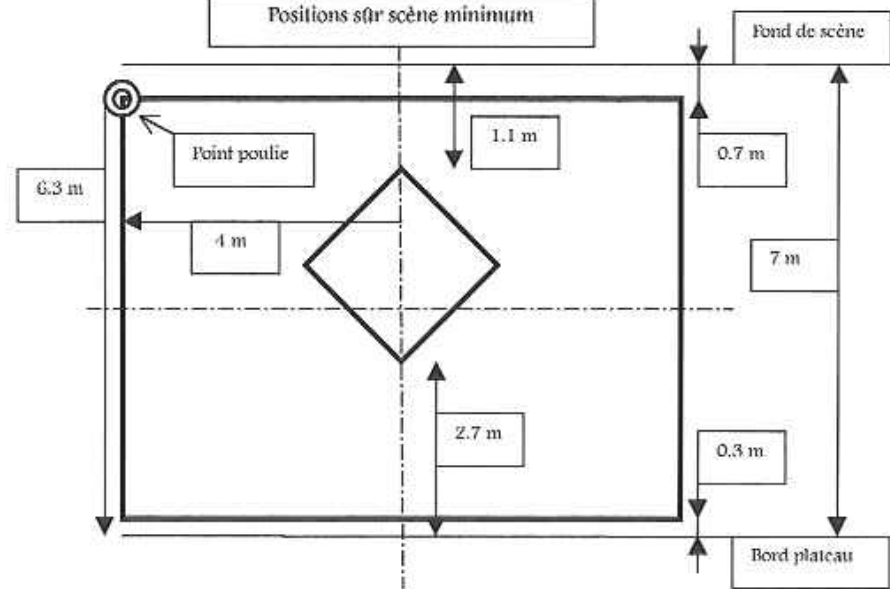 Positions sûr scène minimum
Fond de scène
Point poulie
1.1 m
0.7 m
6.3 m
4 m
7 m
2.7 m
0.3 m
Bord plateau